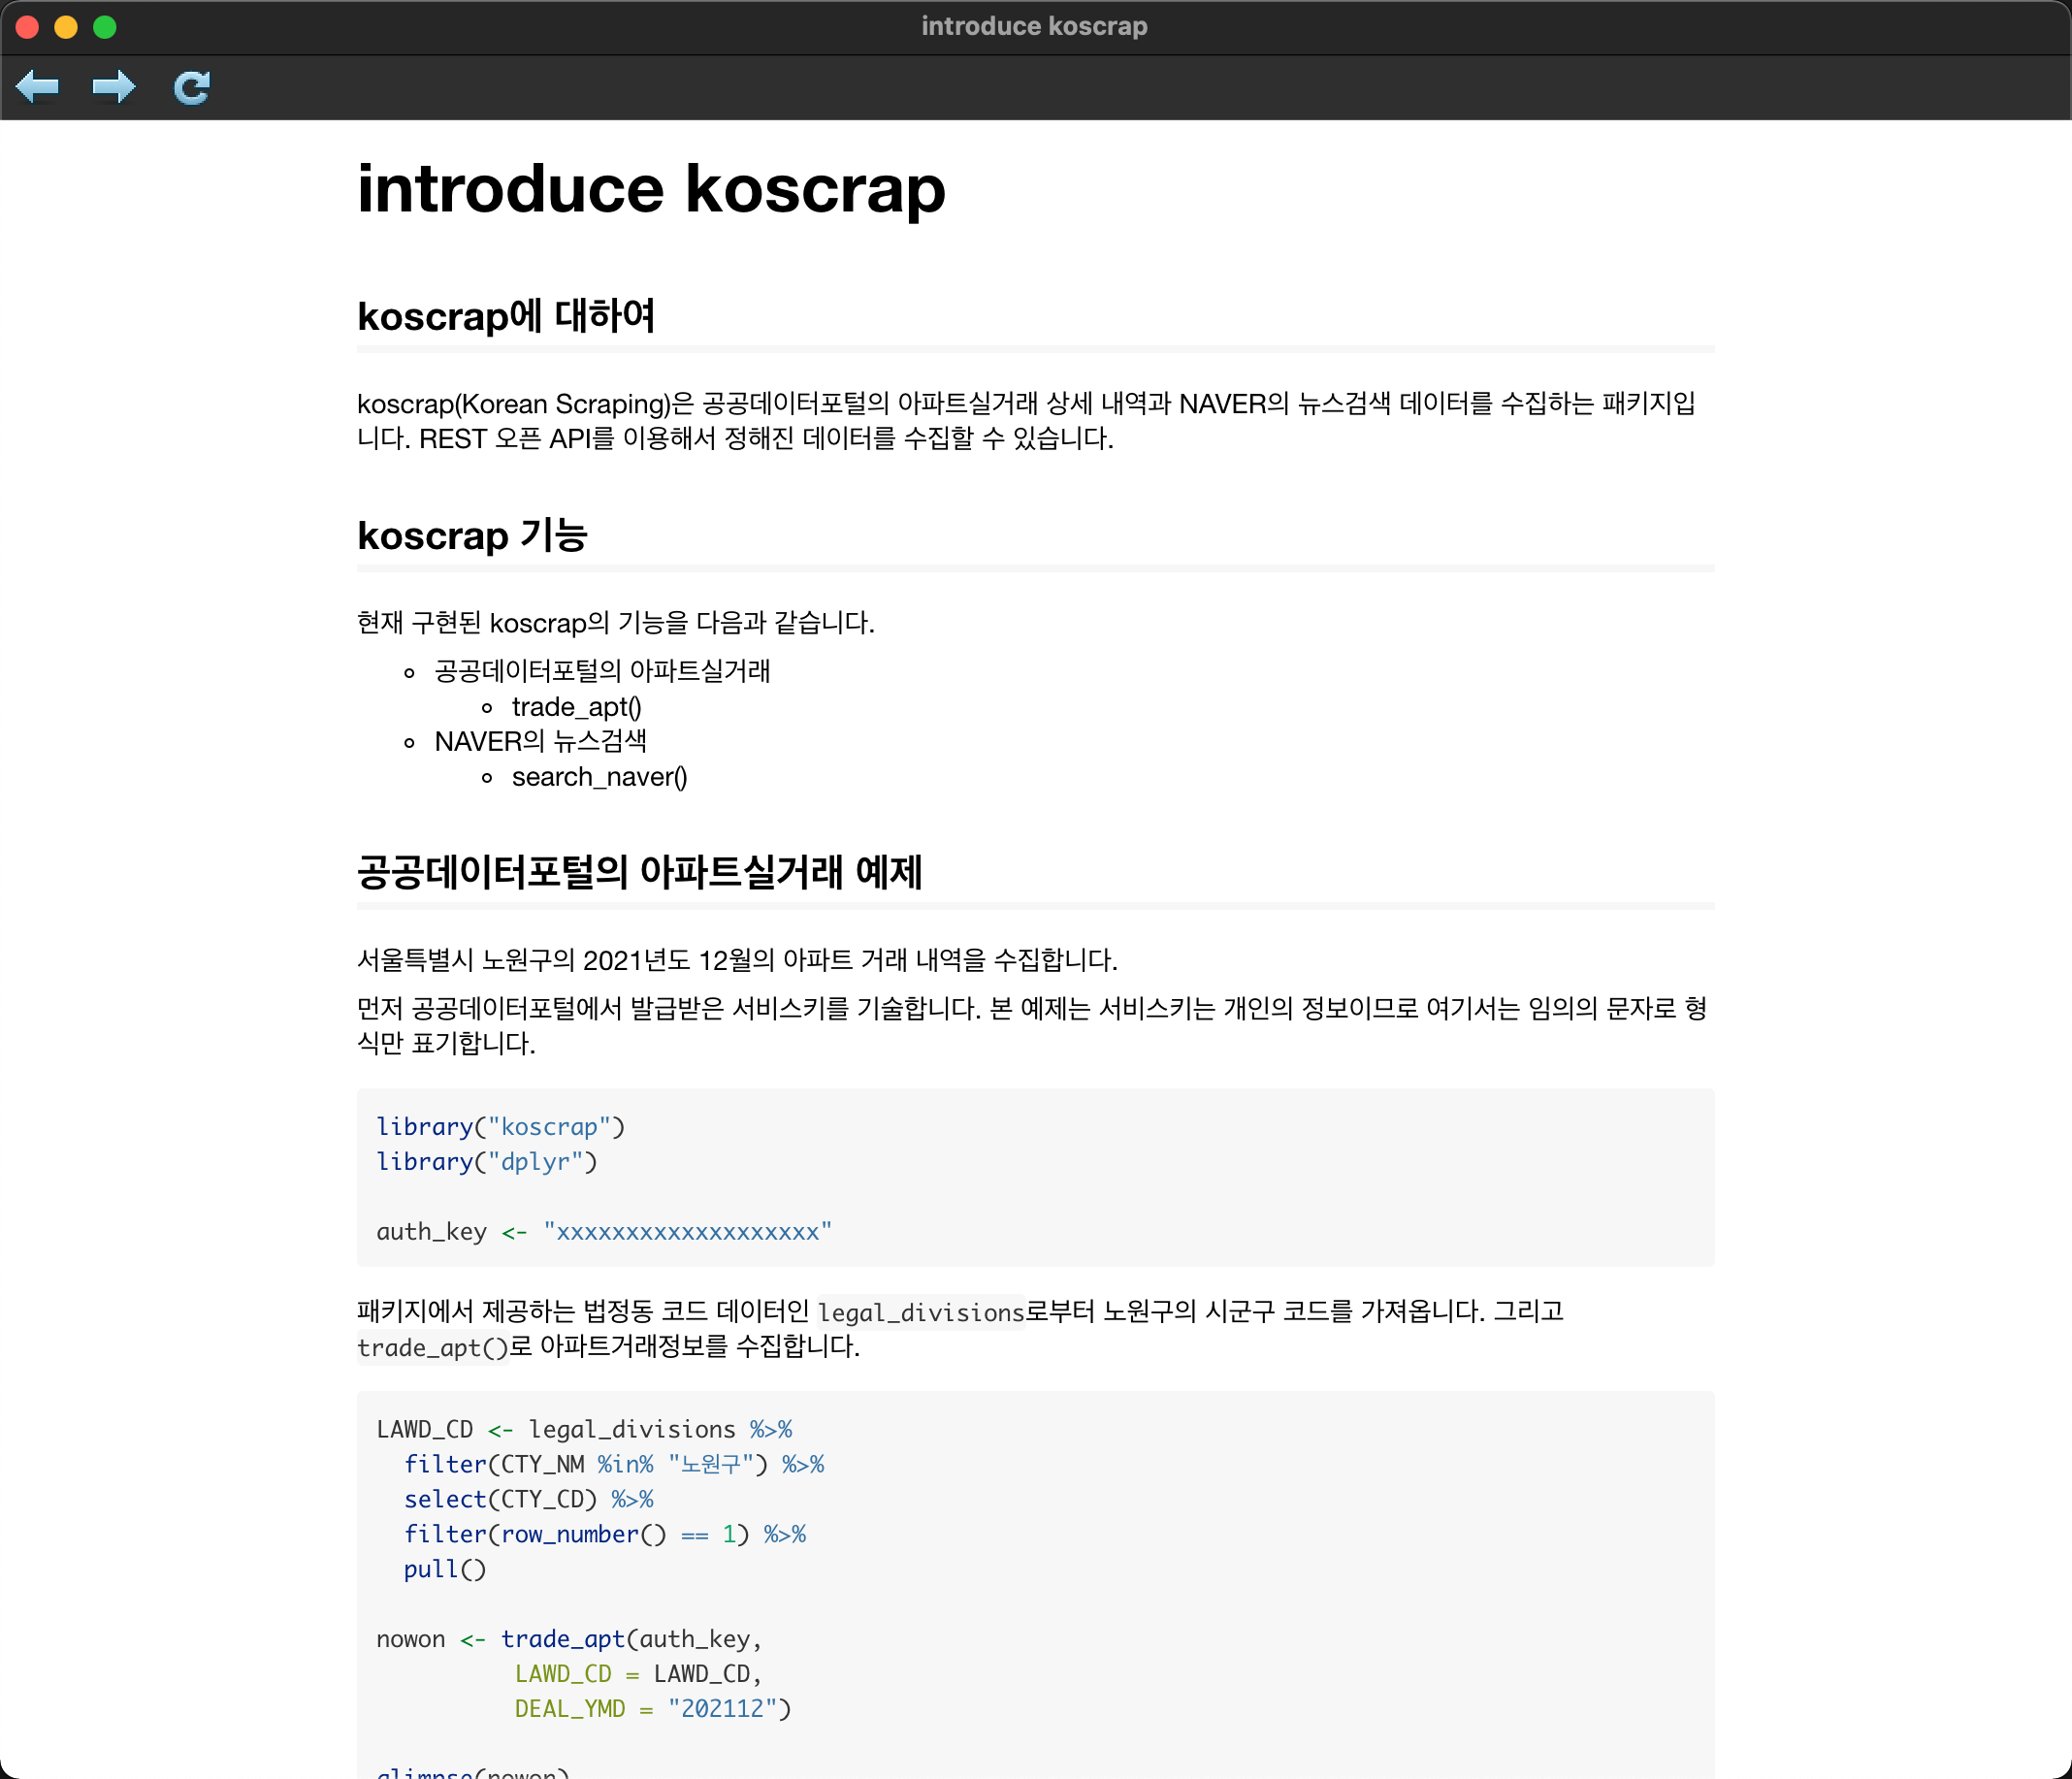 introduce koscrap
introduce koscrap
koscrap에 대하여
koscrap(Korean Scraping)은 공공데이터포털의 아파트실거래 상세 내역과 NAVER의 뉴스검색 데이터를 수집하는 패키지입
니다. REST 오픈 API를 이용해서 정해진 데이터를 수집할 수 있습니다.
koscrap 기능
현재 구현된 koscrap의 기능을 다음과 같습니다.
공공데이터포털의 아파트실거래
trade_apt()
NAVER의 뉴스검색
search_naver()
공공데이터포털의 아파트실거래 예제
서울특별시 노원구의 2021년도 12월의 아파트 거래 내역을 수집합니다.
먼저 공공데이터포털에서 발급받은 서비스키를 기술합니다. 본 예제는 서비스키는 개인의 정보이므로 여기서는 임의의 문자로 형
식만 표기합니다.
library("koscrap")
library("dplyr")
auth_key <- "xxxxxxxxxxxxxxxxxxx"
패키지에서 제공하는 법정동 코드 데이터인 legal_divisions로부터 노원구의 시군구 코드를 가져옵니다. 그리고
trade_apt()로 아파트거래정보를 수집합니다.
LAWD_CD <- legal_divisions %>%
  filter(CTY_NM %in% "노원구") %>%
  select(CTY_CD) %>%
  filter(row_number() == 1) %>%
  pull()
nowon <- trade_apt(auth_key,
          LAWD_CD = LAWD_CD,
          DEAL_YMD = "202112")
glimpse(nowon)